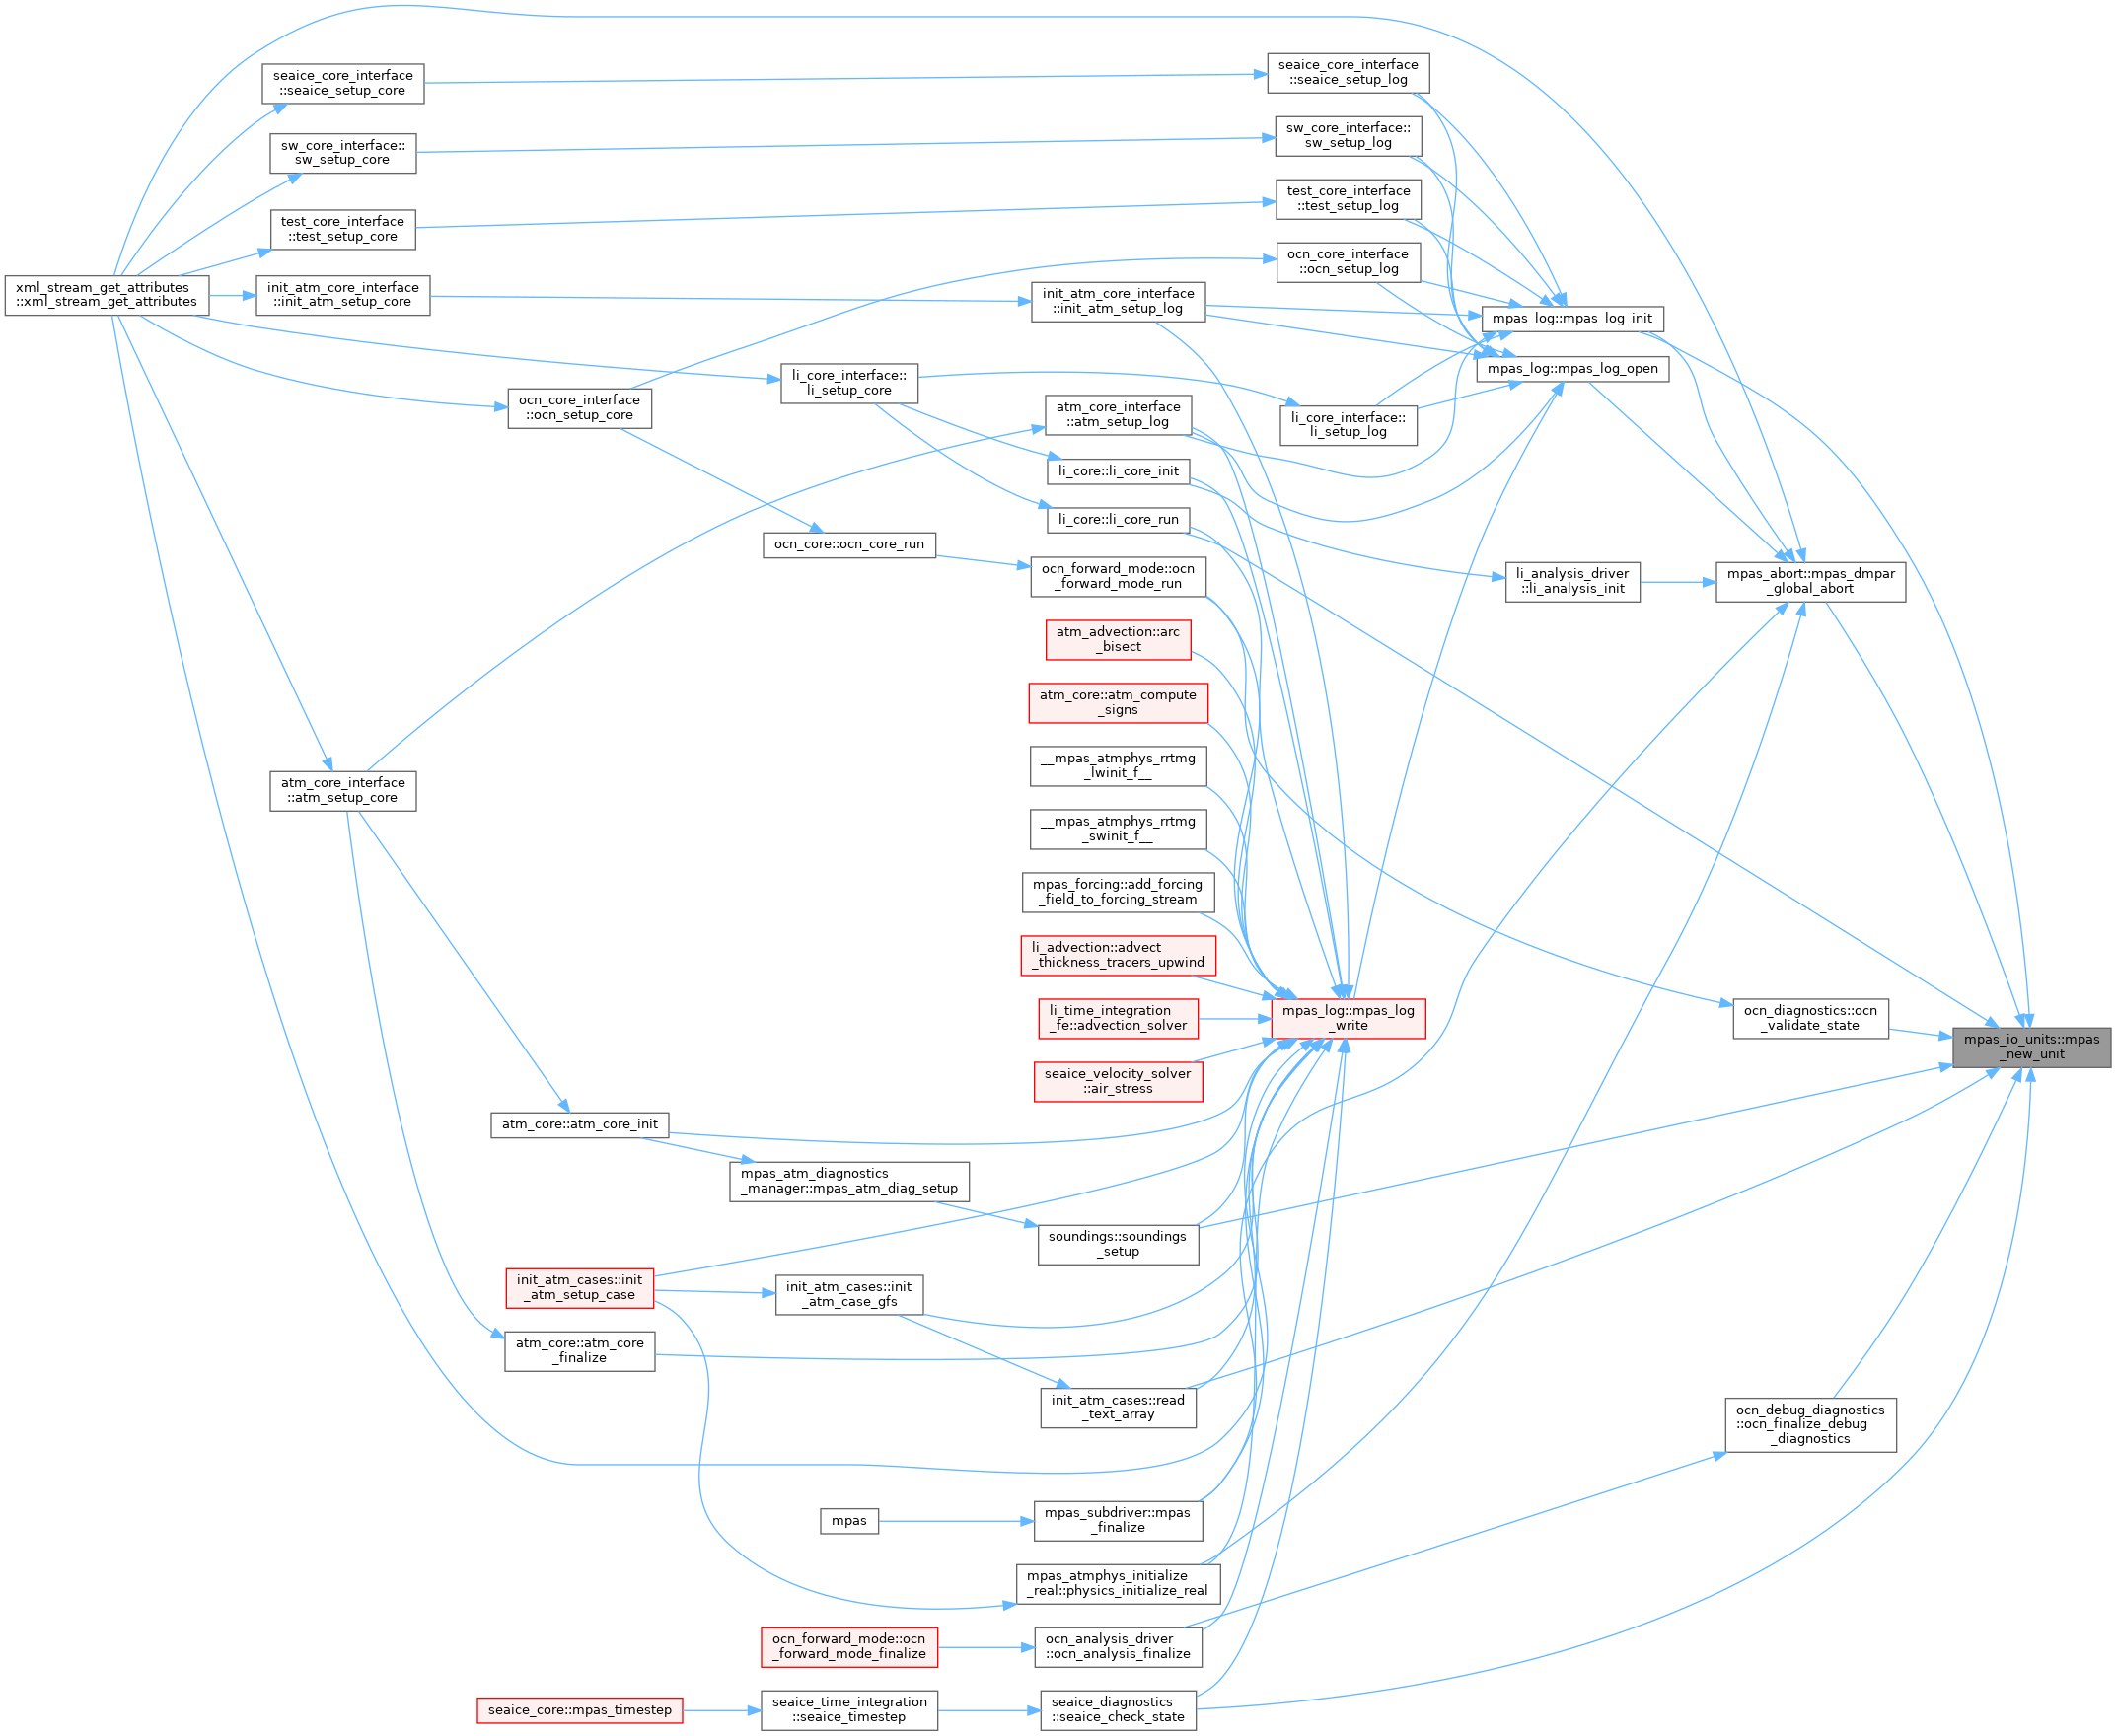 seaice_core_interface
::seaice_setup_core
seaice_core_interface
::seaice_setup_log
sw_core_interface::
sw_setup_core
sw_core_interface::
sw_setup_log
test_core_interface
::test_setup_core
test_core_interface
::test_setup_log
ocn_core_interface
::ocn_setup_log
xml_stream_get_attributes
::xml_stream_get_attributes
init_atm_core_interface
::init_atm_setup_core
init_atm_core_interface
::init_atm_setup_log
mpas_log::mpas_log_init
mpas_log::mpas_log_open
li_core_interface::
li_setup_core
ocn_core_interface
::ocn_setup_core
atm_core_interface
::atm_setup_log
li_core_interface::
li_setup_log
li_core::li_core_init
li_core::li_core_run
ocn_core::ocn_core_run
ocn_forward_mode::ocn
_forward_mode_run
li_analysis_driver
::li_analysis_init
mpas_abort::mpas_dmpar
_global_abort
atm_advection::arc
_bisect
atm_core::atm_compute
_signs
__mpas_atmphys_rrtmg
_lwinit_f__
atm_core_interface
::atm_setup_core
__mpas_atmphys_rrtmg
_swinit_f__
mpas_forcing::add_forcing
_field_to_forcing_stream
li_advection::advect
_thickness_tracers_upwind
li_time_integration
_fe::advection_solver
mpas_log::mpas_log
_write
ocn_diagnostics::ocn
_validate_state
mpas_io_units::mpas
_new_unit
seaice_velocity_solver
::air_stress
atm_core::atm_core_init
mpas_atm_diagnostics
_manager::mpas_atm_diag_setup
soundings::soundings
_setup
init_atm_cases::init
_atm_setup_case
init_atm_cases::init
_atm_case_gfs
atm_core::atm_core
_finalize
init_atm_cases::read
_text_array
ocn_debug_diagnostics
::ocn_finalize_debug
_diagnostics
mpas
mpas_subdriver::mpas
_finalize
mpas_atmphys_initialize
_real::physics_initialize_real
ocn_forward_mode::ocn
_forward_mode_finalize
ocn_analysis_driver
::ocn_analysis_finalize
seaice_core::mpas_timestep
seaice_time_integration
::seaice_timestep
seaice_diagnostics
::seaice_check_state